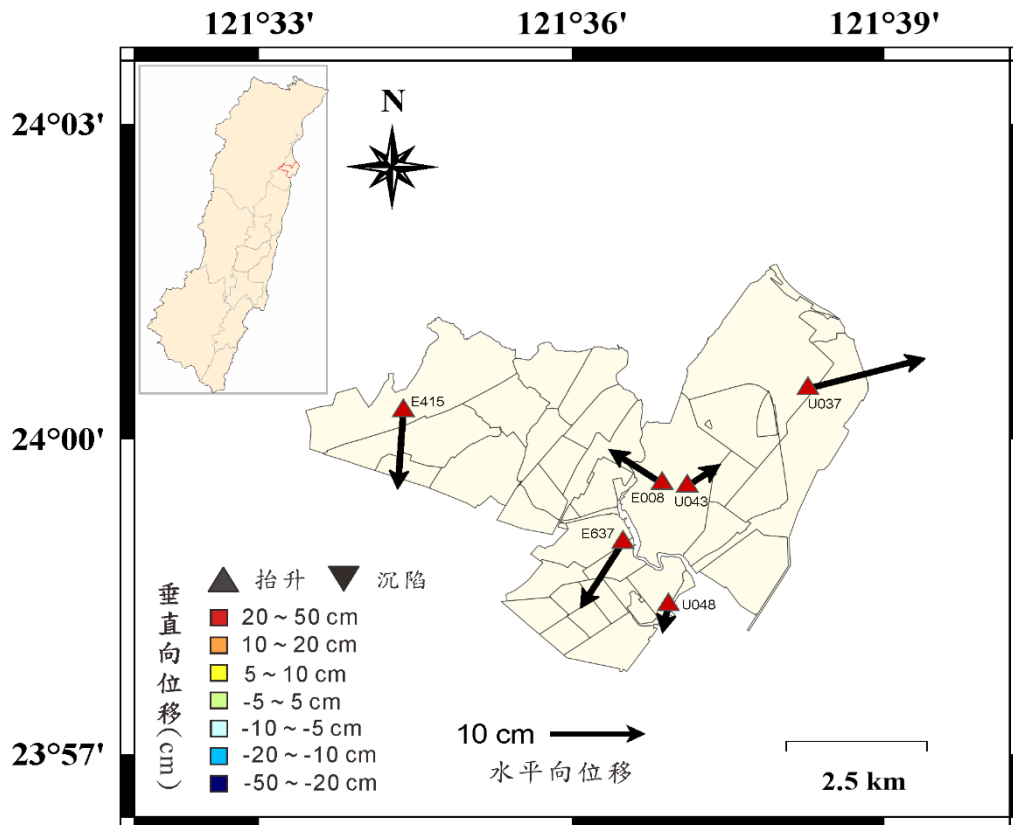 121°33' 121°36' 121°39'
24°03'
24°00'
23°57'
N
E415
U037
E008
U043
E637
U048
抬升 沉陷
垂直向位移(cm)
20 ~ 50 cm
10 ~ 20 cm
5 ~ 10 cm
-5 ~ 5 cm
-10 ~ -5 cm
-20 ~ -10 cm
-50 ~ -20 cm
10 cm
水平向位移
2.5 km